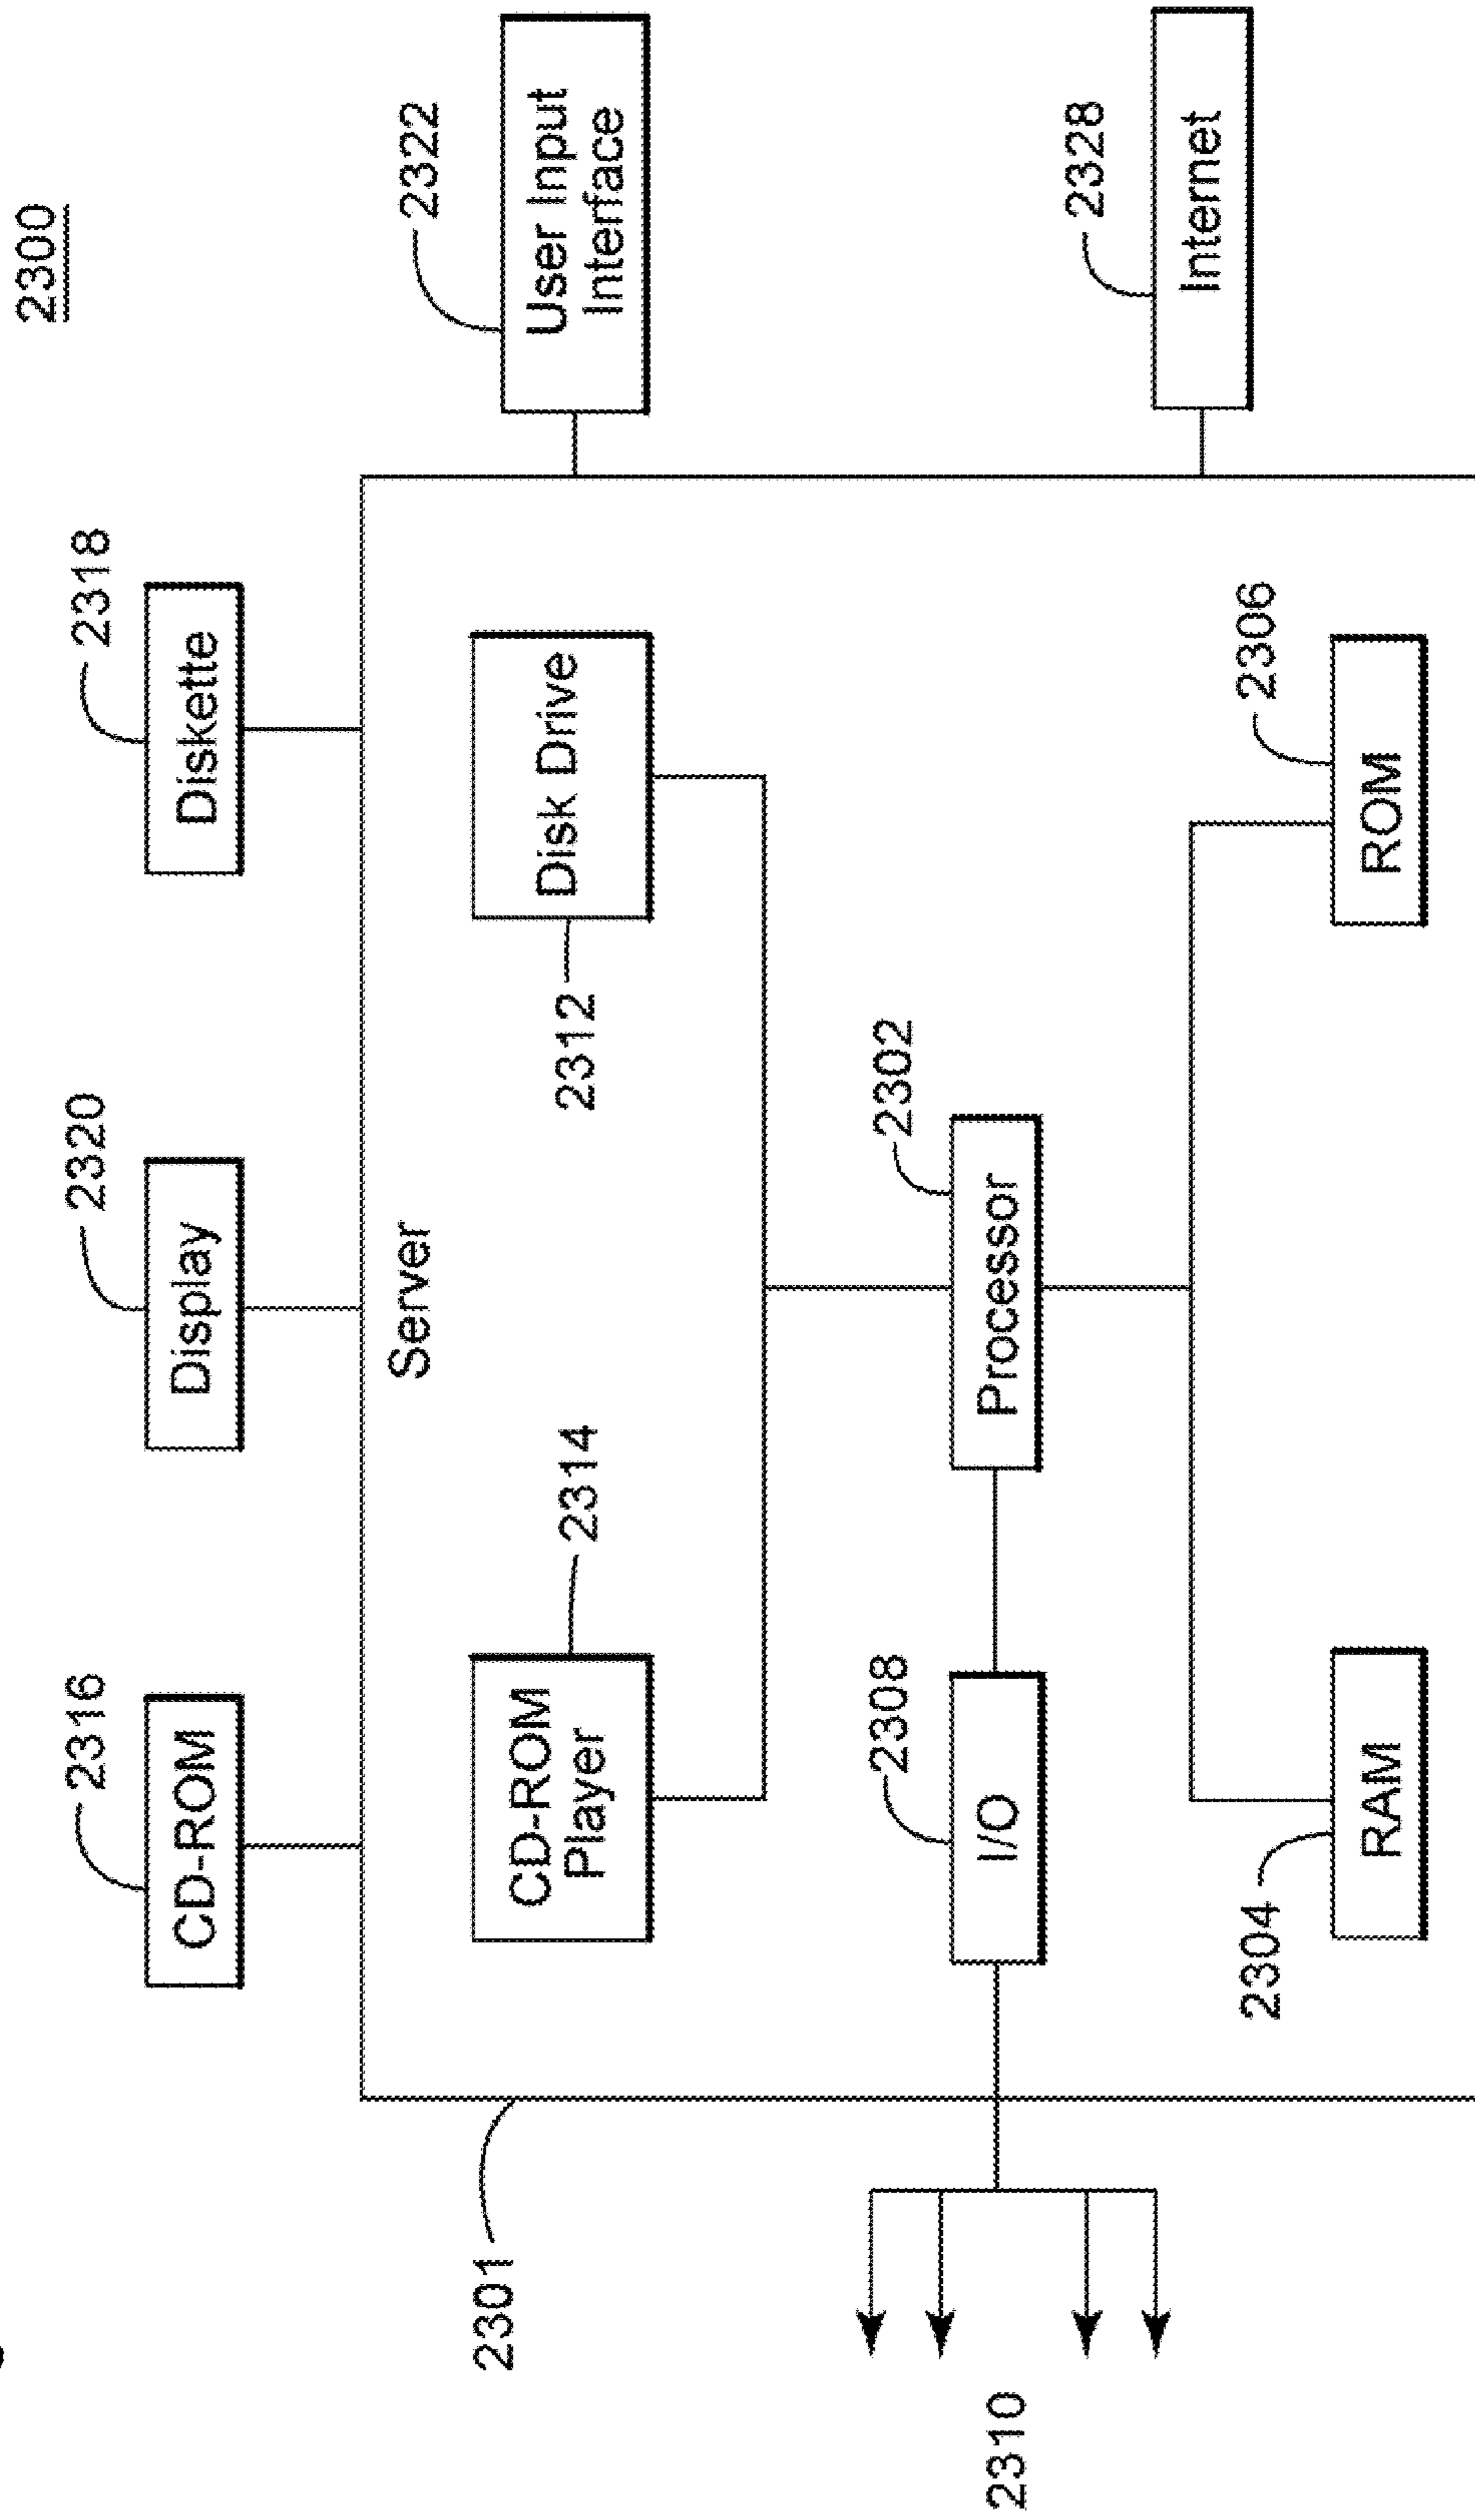 2300
2316
2320
2318
CD-ROM
Display
Diskette
Server
2322
User Input
Interface
2301
2314
CD-ROM
Player
2312
Disk Drive
2308
I/O
2302
Processor
2310
2328
Internet
2304
RAM
2306
ROM